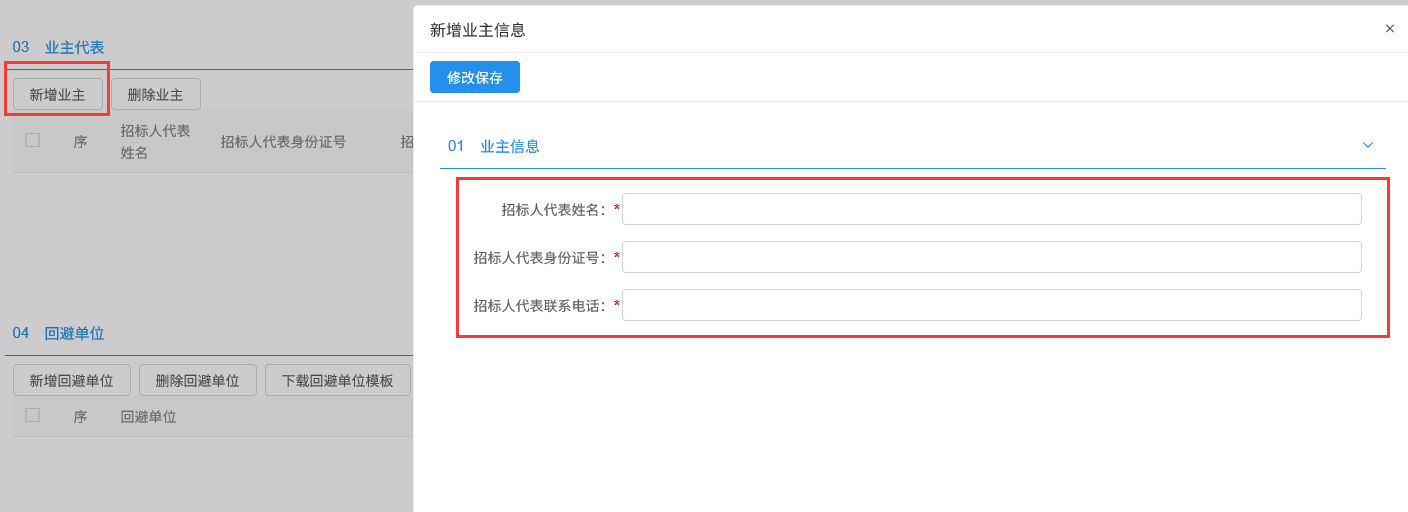 03 业主代表
新增业主 删除业主
序 招标人代表姓名 招标人代表身份证号 招
04 回避单位
新增回避单位 删除回避单位 下载回避单位模板
序 回避单位
新增业主信息 ×
修改保存
01 业主信息
招标人代表姓名：*
招标人代表身份证号：*
招标人代表联系电话：*